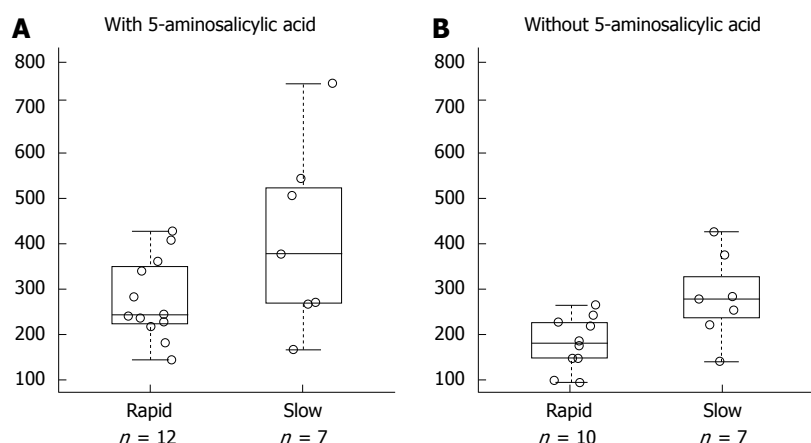 A With 5-aminosalicylic acid
800
700
600
500
400
300
200
100
Rapid Slow
n = 12 n = 7
B Without 5-aminosalicylic acid
800
700
600
500
400
300
200
100
Rapid Slow
n = 10 n = 7